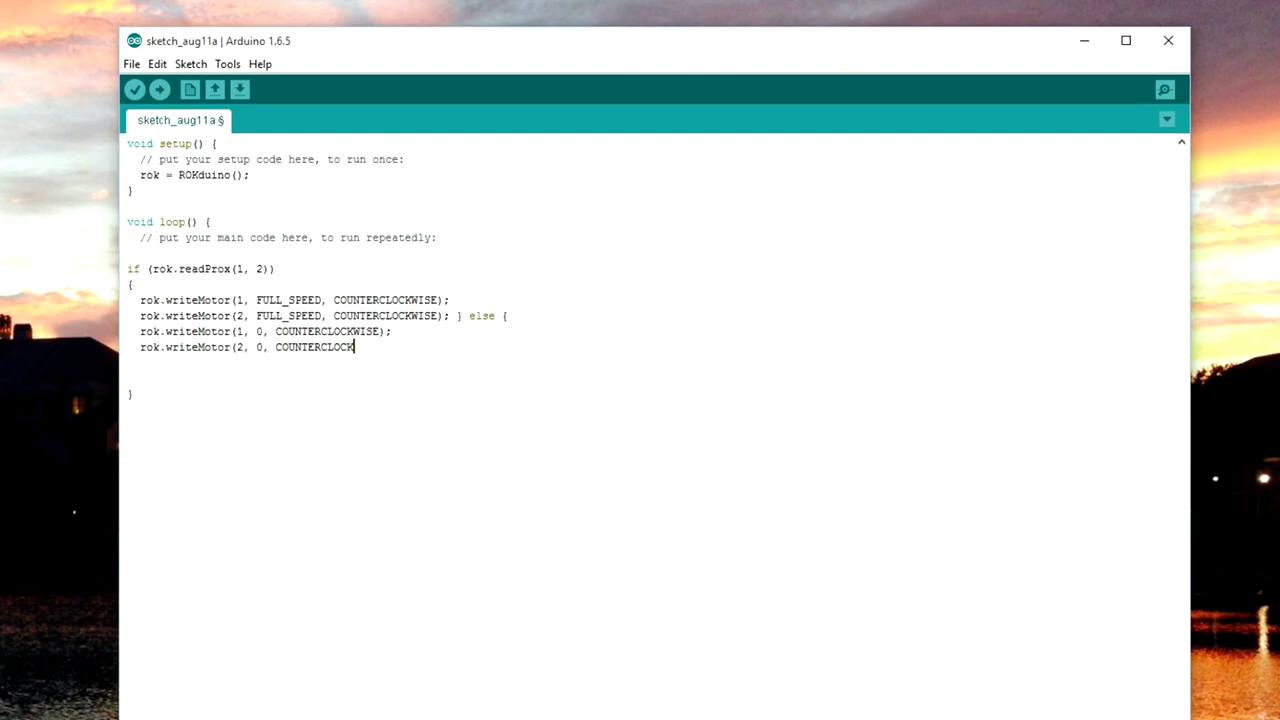 sketch_aug11a | Arduino 1.6.5
File Edit Sketch Tools Help
sketch_aug11a §
void setup() {
  // put your setup code here, to run once:
  rok = ROKduino();
}
void loop() {
  // put your main code here, to run repeatedly:
if (rok.readProx(1, 2))
{
  rok.writeMotor(1, FULL_SPEED, COUNTERCLOCKWISE);
  rok.writeMotor(2, FULL_SPEED, COUNTERCLOCKWISE); } else {
  rok.writeMotor(1, 0, COUNTERCLOCKWISE);
  rok.writeMotor(2, 0, COUNTERCLOCK
}